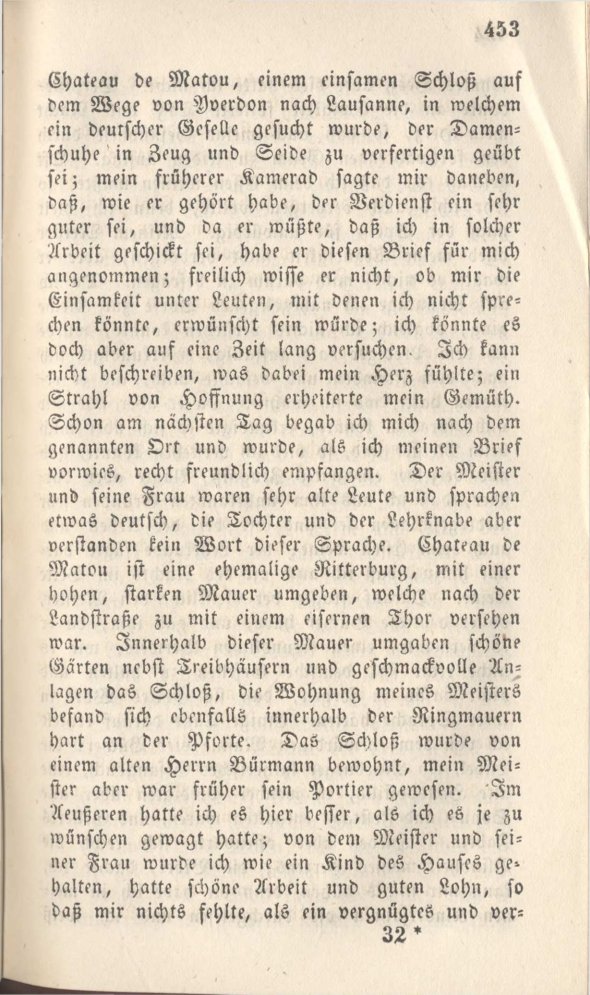 453
Chateau de Matou, einem einsamen Schloß auf
dem Wege von Yverdon nach Lausanne, in welchem
ein deutscher Geselle gesucht wurde, der Damen=
schuhe in Zeug und Seide zu verfertigen geübt
sei; mein früherer Kamerad sagte mir daneben,
daß, wie er gehört habe, der Verdienst ein sehr
guter sei, und da er wüßte, daß ich in solcher
Arbeit geschickt sei, habe er diesen Brief für mich
angenommen; freilich wisse er nicht, ob mir die
Einsamkeit unter Leuten, mit denen ich nicht spre=
chen könnte, erwünscht sein würde; ich könnte es
doch aber auf eine Zeit lang versuchen. Ich kann
nicht beschreiben, was dabei mein Herz fühlte; ein
Strahl von Hoffnung erheiterte mein Gemüth.
Schon am nächsten Tag begab ich mich nach dem
genannten Ort und wurde, als ich meinen Brief
vorwies, recht freundlich empfangen. Der Meister
und seine Frau waren sehr alte Leute und sprachen
etwas deutsch, die Tochter und der Lehrknabe aber
verstanden kein Wort dieser Sprache. Chateau de
Matou ist eine ehemalige Ritterburg, mit einer
hohen, starken Mauer umgeben, welche nach der
Landstraße zu mit einem eisernen Thor versehen
war. Innerhalb dieser Mauer umgaben schöne
Gärten nebst Treibhäusern und geschmackvolle An=
lagen das Schloß, die Wohnung meines Meisters
befand sich ebenfalls innerhalb der Ringmauern
hart an der Pforte. Das Schloß wurde von
einem alten Herrn Bürmann bewohnt, mein Mei=
ster aber war früher sein Portier gewesen. Im
Aeußeren hatte ich es hier besser, als ich es je zu
wünschen gewagt hatte; von dem Meister und sei=
ner Frau wurde ich wie ein Kind des Hauses ge=
halten, hatte schöne Arbeit und guten Lohn, so
daß mir nichts fehlte, als ein vergnügtes und ver=
32 *